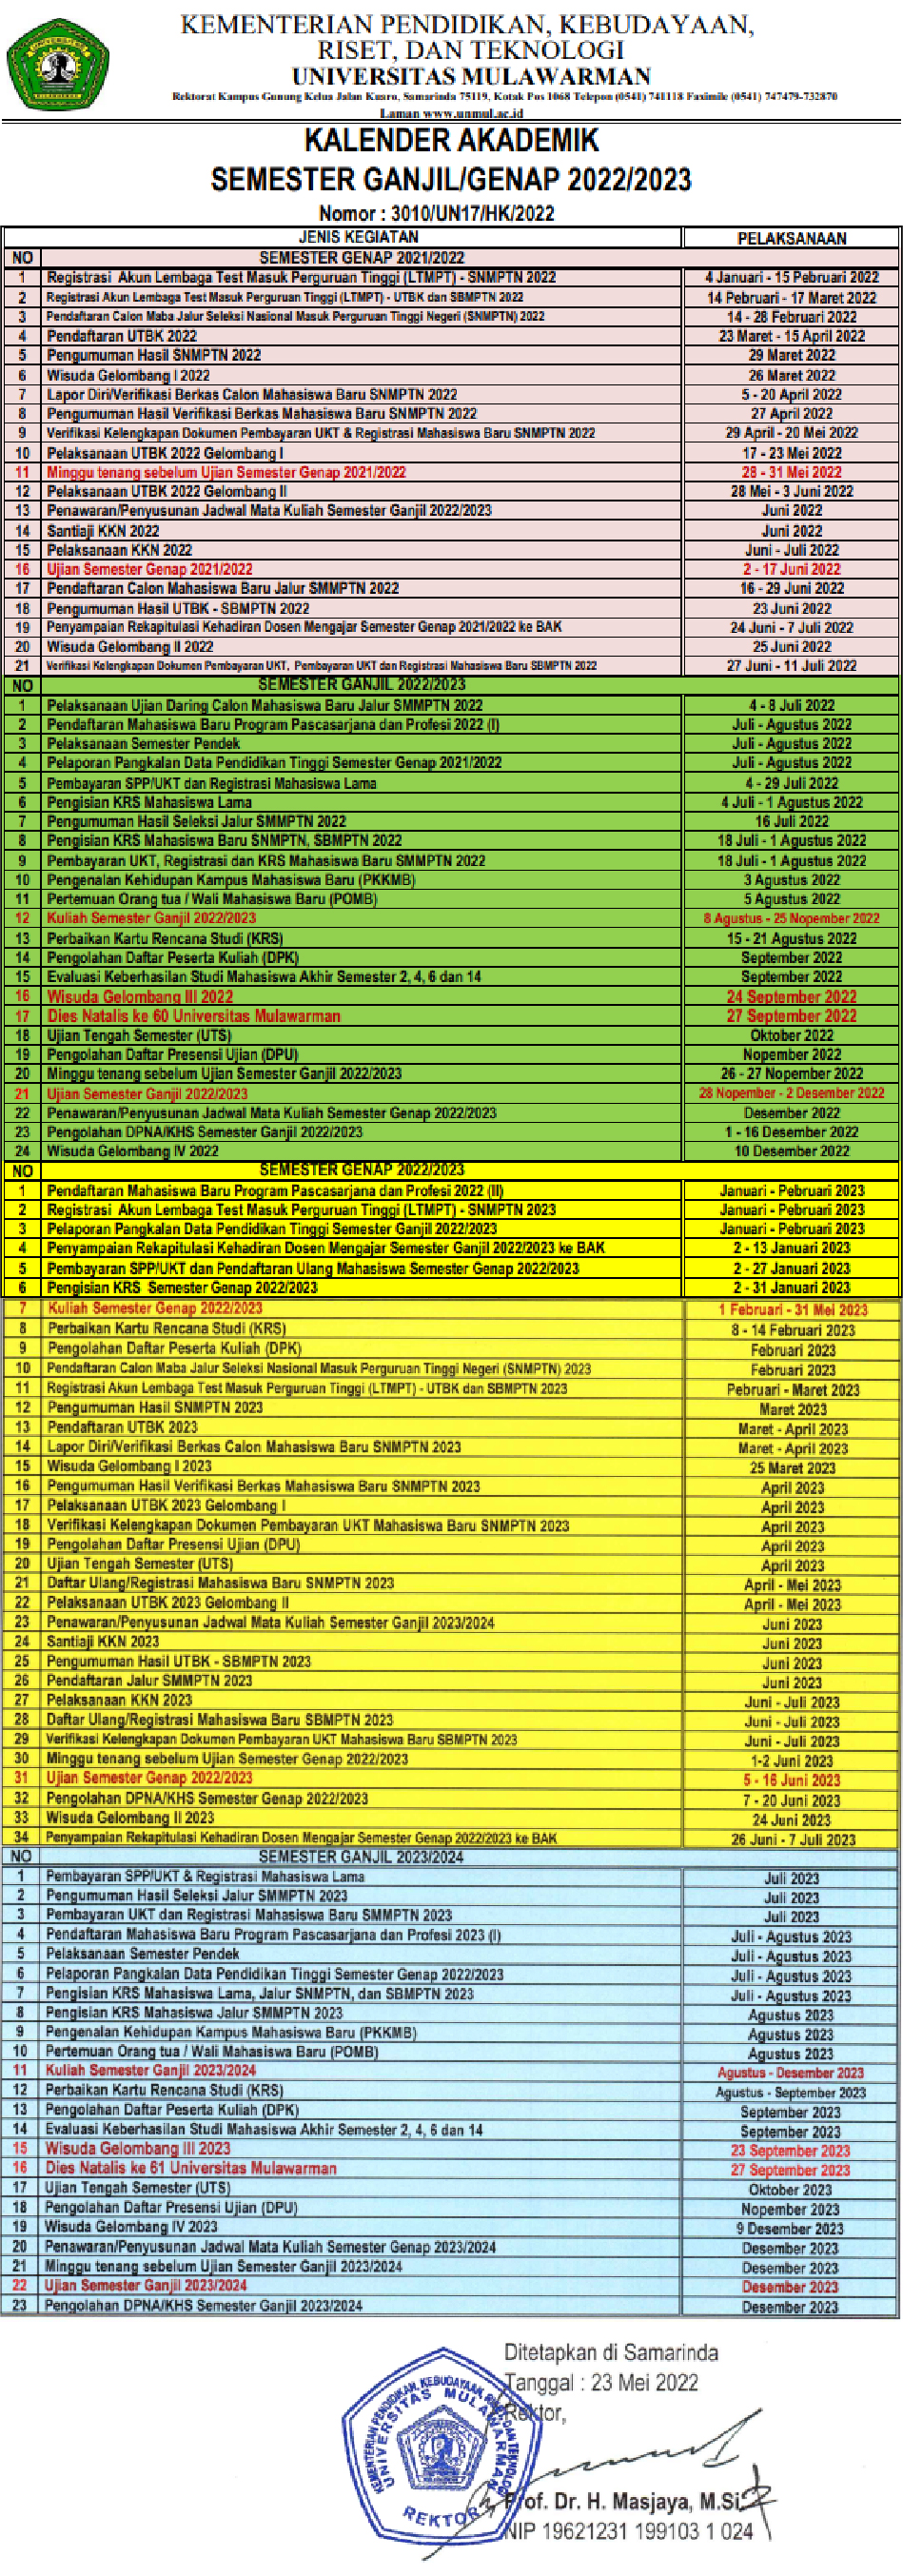 KEMENTERIAN PENDIDIKAN, KEBUDAYAAN,
RISET, DAN TEKNOLOGI
UNIVERSITAS MULAWARMAN
Rektorat Kampus Gunung Kelua Jalan Kuaro, Samarinda 75119, Kotak Pos 1068 Telepon (0541) 741118 Faximile (0541) 747479-732870
Laman www.unmul.ac.id
KALENDER AKADEMIK
SEMESTER GANJIL/GENAP 2022/2023
Nomor : 3010/UN17/HK/2022
JENIS KEGIATAN PELAKSANAAN
NO SEMESTER GENAP 2021/2022
1 Registrasi Akun Lembaga Test Masuk Perguruan Tinggi (LTMPT) - SNMPTN 2022 4 Januari - 15 Pebruari 2022
2 Registrasi Akun Lembaga Test Masuk Perguruan Tinggi (LTMPT) - UTBK dan SBMPTN 2022 14 Pebruari - 17 Maret 2022
3 Pendaftaran Calon Maba Jalur Seleksi Nasional Masuk Perguruan Tinggi Negeri (SNMPTN) 2022 14 - 28 Februari 2022
4 Pendaftaran UTBK 2022 23 Maret - 15 April 2022
5 Pengumuman Hasil SNMPTN 2022 29 Maret 2022
6 Wisuda Gelombang I 2022 26 Maret 2022
7 Lapor Diri/Verifikasi Berkas Calon Mahasiswa Baru SNMPTN 2022 5 - 20 April 2022
8 Pengumuman Hasil Verifikasi Berkas Mahasiswa Baru SNMPTN 2022 27 April 2022
9 Verifikasi Kelengkapan Dokumen Pembayaran UKT & Registrasi Mahasiswa Baru SNMPTN 2022 29 April - 20 Mei 2022
10 Pelaksanaan UTBK 2022 Gelombang I 17 - 23 Mei 2022
11 Minggu tenang sebelum Ujian Semester Genap 2021/2022 28 - 31 Mei 2022
12 Pelaksanaan UTBK 2022 Gelombang II 28 Mei - 3 Juni 2022
13 Penawaran/Penyusunan Jadwal Mata Kuliah Semester Ganjil 2022/2023 Juni 2022
14 Santiaji KKN 2022 Juni 2022
15 Pelaksanaan KKN 2022 Juni - Juli 2022
16 Ujian Semester Genap 2021/2022 2 - 17 Juni 2022
17 Pendaftaran Calon Mahasiswa Baru Jalur SMMPTN 2022 16 - 29 Juni 2022
18 Pengumuman Hasil UTBK - SBMPTN 2022 23 Juni 2022
19 Penyampaian Rekapitulasi Kehadiran Dosen Mengajar Semester Genap 2021/2022 ke BAK 24 Juni - 7 Juli 2022
20 Wisuda Gelombang II 2022 25 Juni 2022
21 Verifikasi Kelengkapan Dokumen Pembayaran UKT, Pembayaran UKT dan Registrasi Mahasiswa Baru SBMPTN 2022 27 Juni - 11 Juli 2022
NO SEMESTER GANJIL 2022/2023
1 Pelaksanaan Ujian Daring Calon Mahasiswa Baru Jalur SMMPTN 2022 4 - 8 Juli 2022
2 Pendaftaran Mahasiswa Baru Program Pascasarjana dan Profesi 2022 (I) Juli - Agustus 2022
3 Pelaksanaan Semester Pendek Juli - Agustus 2022
4 Pelaporan Pangkalan Data Pendidikan Tinggi Semester Genap 2021/2022 Juli - Agustus 2022
5 Pembayaran SPP/UKT dan Registrasi Mahasiswa Lama 4 - 29 Juli 2022
6 Pengisian KRS Mahasiswa Lama 4 Juli - 1 Agustus 2022
7 Pengumuman Hasil Seleksi Jalur SMMPTN 2022 16 Juli 2022
8 Pengisian KRS Mahasiswa Baru SNMPTN, SBMPTN 2022 18 Juli - 1 Agustus 2022
9 Pembayaran UKT, Registrasi dan KRS Mahasiswa Baru SMMPTN 2022 18 Juli - 1 Agustus 2022
10 Pengenalan Kehidupan Kampus Mahasiswa Baru (PKKMB) 3 Agustus 2022
11 Pertemuan Orang tua / Wali Mahasiswa Baru (POMB) 5 Agustus 2022
12 Kuliah Semester Ganjil 2022/2023 8 Agustus - 25 Nopember 2022
13 Perbaikan Kartu Rencana Studi (KRS) 15 - 21 Agustus 2022
14 Pengolahan Daftar Peserta Kuliah (DPK) September 2022
15 Evaluasi Keberhasilan Studi Mahasiswa Akhir Semester 2, 4, 6 dan 14 September 2022
16 Wisuda Gelombang III 2022 24 September 2022
17 Dies Natalis ke 60 Universitas Mulawarman 27 September 2022
18 Ujian Tengah Semester (UTS) Oktober 2022
19 Pengolahan Daftar Presensi Ujian (DPU) Nopember 2022
20 Minggu tenang sebelum Ujian Semester Ganjil 2022/2023 26 - 27 Nopember 2022
21 Ujian Semester Ganjil 2022/2023 28 Nopember - 2 Desember 2022
22 Penawaran/Penyusunan Jadwal Mata Kuliah Semester Genap 2022/2023 Desember 2022
23 Pengolahan DPNA/KHS Semester Ganjil 2022/2023 1 - 16 Desember 2022
24 Wisuda Gelombang IV 2022 10 Desember 2022
NO SEMESTER GENAP 2022/2023
1 Pendaftaran Mahasiswa Baru Program Pascasarjana dan Profesi 2022 (II) Januari - Pebruari 2023
2 Registrasi Akun Lembaga Test Masuk Perguruan Tinggi (LTMPT) - SNMPTN 2023 Januari - Pebruari 2023
3 Pelaporan Pangkalan Data Pendidikan Tinggi Semester Ganjil 2022/2023 Januari - Pebruari 2023
4 Penyampaian Rekapitulasi Kehadiran Dosen Mengajar Semester Ganjil 2022/2023 ke BAK 2 - 13 Januari 2023
5 Pembayaran SPP/UKT dan Pendaftaran Ulang Mahasiswa Semester Genap 2022/2023 2 - 27 Januari 2023
6 Pengisian KRS Semester Genap 2022/2023 2 - 31 Januari 2023
7 Kuliah Semester Genap 2022/2023 1 Februari - 31 Mei 2023
8 Perbaikan Kartu Rencana Studi (KRS) 8 - 14 Februari 2023
9 Pengolahan Daftar Peserta Kuliah (DPK) Februari 2023
10 Pendaftaran Calon Maba Jalur Seleksi Nasional Masuk Perguruan Tinggi Negeri (SNMPTN) 2023 Februari 2023
11 Registrasi Akun Lembaga Test Masuk Perguruan Tinggi (LTMPT) - UTBK dan SBMPTN 2023 Pebruari - Maret 2023
12 Pengumuman Hasil SNMPTN 2023 Maret 2023
13 Pendaftaran UTBK 2023 Maret - April 2023
14 Lapor Diri/Verifikasi Berkas Calon Mahasiswa Baru SNMPTN 2023 Maret - April 2023
15 Wisuda Gelombang I 2023 25 Maret 2023
16 Pengumuman Hasil Verifikasi Berkas Mahasiswa Baru SNMPTN 2023 April 2023
17 Pelaksanaan UTBK 2023 Gelombang I April 2023
18 Verifikasi Kelengkapan Dokumen Pembayaran UKT Mahasiswa Baru SNMPTN 2023 April 2023
19 Pengolahan Daftar Presensi Ujian (DPU) April 2023
20 Ujian Tengah Semester (UTS) April 2023
21 Daftar Ulang/Registrasi Mahasiswa Baru SNMPTN 2023 April - Mei 2023
22 Pelaksanaan UTBK 2023 Gelombang II April - Mei 2023
23 Penawaran/Penyusunan Jadwal Mata Kuliah Semester Ganjil 2023/2024 Juni 2023
24 Santiaji KKN 2023 Juni 2023
25 Pengumuman Hasil UTBK - SBMPTN 2023 Juni 2023
26 Pendaftaran Jalur SMMPTN 2023 Juni 2023
27 Pelaksanaan KKN 2023 Juni - Juli 2023
28 Daftar Ulang/Registrasi Mahasiswa Baru SBMPTN 2023 Juni - Juli 2023
29 Verifikasi Kelengkapan Dokumen Pembayaran UKT Mahasiswa Baru SBMPTN 2023 Juni - Juli 2023
30 Minggu tenang sebelum Ujian Semester Genap 2022/2023 1-2 Juni 2023
31 Ujian Semester Genap 2022/2023 5 - 16 Juni 2023
32 Pengolahan DPNA/KHS Semester Genap 2022/2023 7 - 20 Juni 2023
33 Wisuda Gelombang II 2023 24 Juni 2023
34 Penyampaian Rekapitulasi Kehadiran Dosen Mengajar Semester Genap 2022/2023 ke BAK 26 Juni - 7 Juli 2023
NO SEMESTER GANJIL 2023/2024
1 Pembayaran SPP/UKT & Registrasi Mahasiswa Lama Juli 2023
2 Pengumuman Hasil Seleksi Jalur SMMPTN 2023 Juli 2023
3 Pembayaran UKT dan Registrasi Mahasiswa Baru SMMPTN 2023 Juli 2023
4 Pendaftaran Mahasiswa Baru Program Pascasarjana dan Profesi 2023 (I) Juli - Agustus 2023
5 Pelaksanaan Semester Pendek Juli - Agustus 2023
6 Pelaporan Pangkalan Data Pendidikan Tinggi Semester Genap 2022/2023 Juli - Agustus 2023
7 Pengisian KRS Mahasiswa Lama, Jalur SNMPTN, dan SBMPTN 2023 Juli - Agustus 2023
8 Pengisian KRS Mahasiswa Jalur SMMPTN 2023 Agustus 2023
9 Pengenalan Kehidupan Kampus Mahasiswa Baru (PKKMB) Agustus 2023
10 Pertemuan Orang tua / Wali Mahasiswa Baru (POMB) Agustus 2023
11 Kuliah Semester Ganjil 2023/2024 Agustus - Desember 2023
12 Perbaikan Kartu Rencana Studi (KRS) Agustus - September 2023
13 Pengolahan Daftar Peserta Kuliah (DPK) September 2023
14 Evaluasi Keberhasilan Studi Mahasiswa Akhir Semester 2, 4, 6 dan 14 September 2023
15 Wisuda Gelombang III 2023 23 September 2023
16 Dies Natalis ke 61 Universitas Mulawarman 27 September 2023
17 Ujian Tengah Semester (UTS) Oktober 2023
18 Pengolahan Daftar Presensi Ujian (DPU) Nopember 2023
19 Wisuda Gelombang IV 2023 9 Desember 2023
20 Penawaran/Penyusunan Jadwal Mata Kuliah Semester Genap 2023/2024 Desember 2023
21 Minggu tenang sebelum Ujian Semester Ganjil 2023/2024 Desember 2023
22 Ujian Semester Ganjil 2023/2024 Desember 2023
23 Pengolahan DPNA/KHS Semester Ganjil 2023/2024 Desember 2023
Ditetapkan di Samarinda
Tanggal : 23 Mei 2022
Rektor,
KEMENTERIAN PENDIDIKAN, KEBUDAYAAN, RISET, DAN TEKNOLOGI
UNIVERSITAS MULAWARMAN
REKTOR
Prof. Dr. H. Masjaya, M.Si
NIP 19621231 199103 1 024